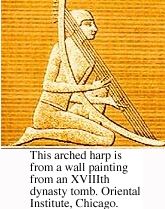 This arched harp is
from a wall painting
from an XVIIIth
dynasty tomb. Oriental
Institute, Chicago.